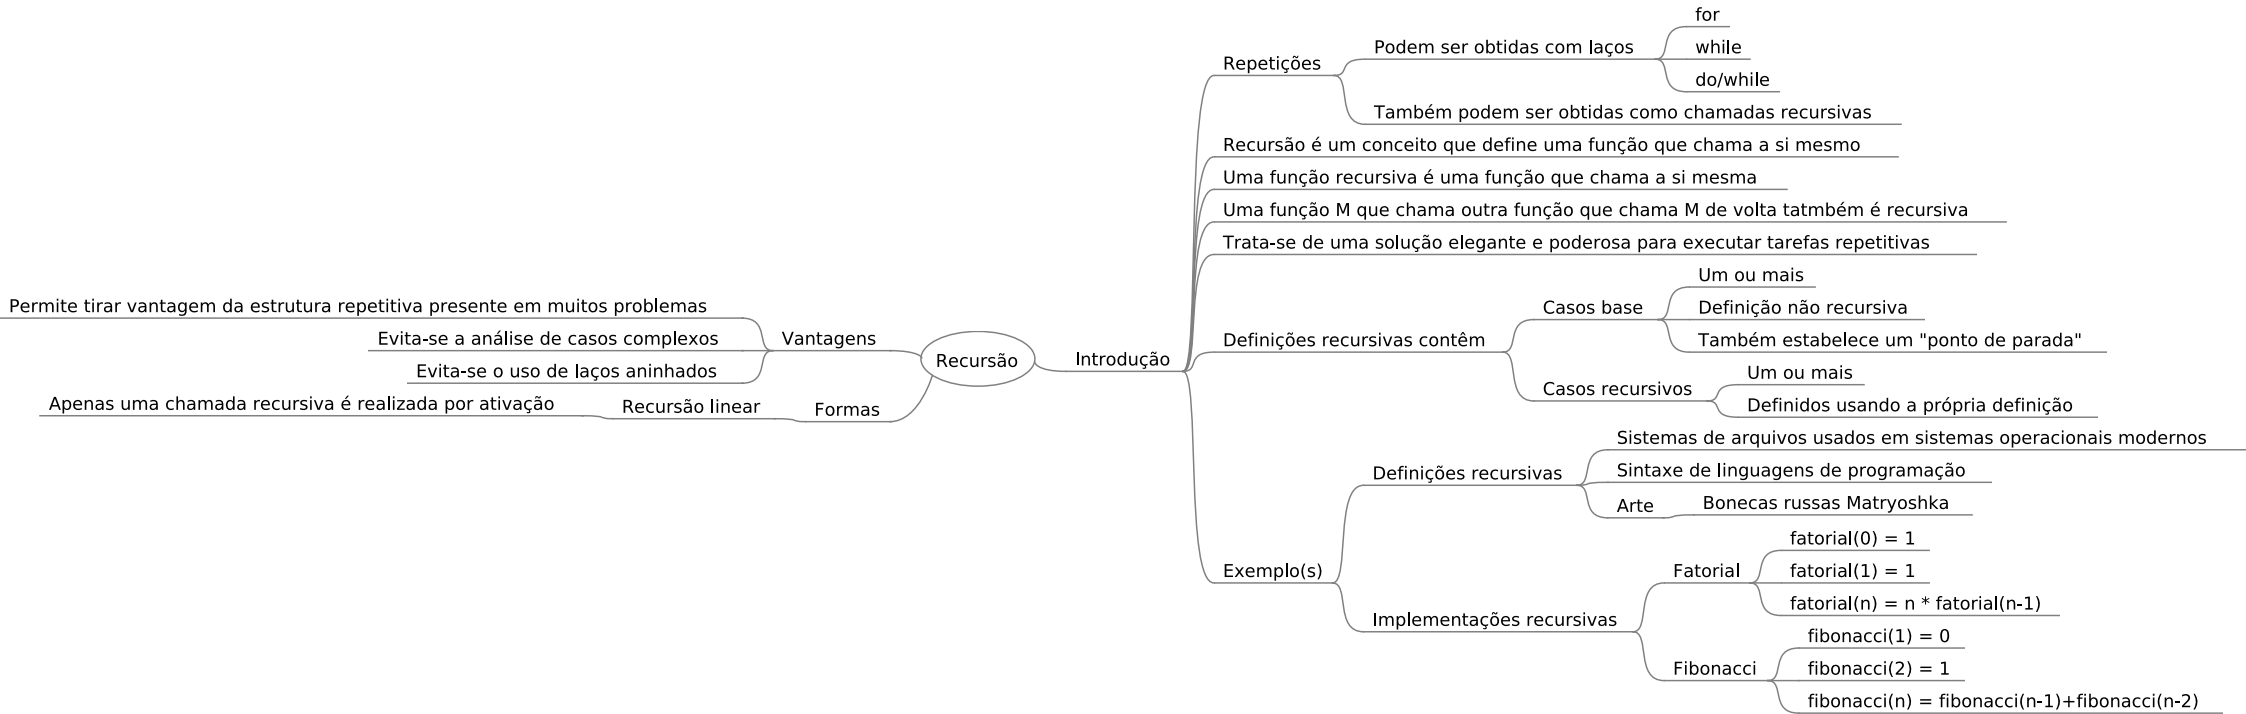 Recursão
Introdução
Repetições
Podem ser obtidas com laços
for
while
do/while
Também podem ser obtidas como chamadas recursivas
Recursão é um conceito que define uma função que chama a si mesmo
Uma função recursiva é uma função que chama a si mesma
Uma função M que chama outra função que chama M de volta tatmbém é recursiva
Trata-se de uma solução elegante e poderosa para executar tarefas repetitivas
Definições recursivas contêm
Casos base
Um ou mais
Definição não recursiva
Também estabelece um "ponto de parada"
Casos recursivos
Um ou mais
Definidos usando a própria definição
Exemplo(s)
Definições recursivas
Sistemas de arquivos usados em sistemas operacionais modernos
Sintaxe de linguagens de programação
Arte
Bonecas russas Matryoshka
Implementações recursivas
Fatorial
fatorial(0) = 1
fatorial(1) = 1
fatorial(n) = n * fatorial(n-1)
Fibonacci
fibonacci(1) = 0
fibonacci(2) = 1
fibonacci(n) = fibonacci(n-1)+fibonacci(n-2)
Vantagens
Permite tirar vantagem da estrutura repetitiva presente em muitos problemas
Evita-se a análise de casos complexos
Evita-se o uso de laços aninhados
Formas
Recursão linear
Apenas uma chamada recursiva é realizada por ativação